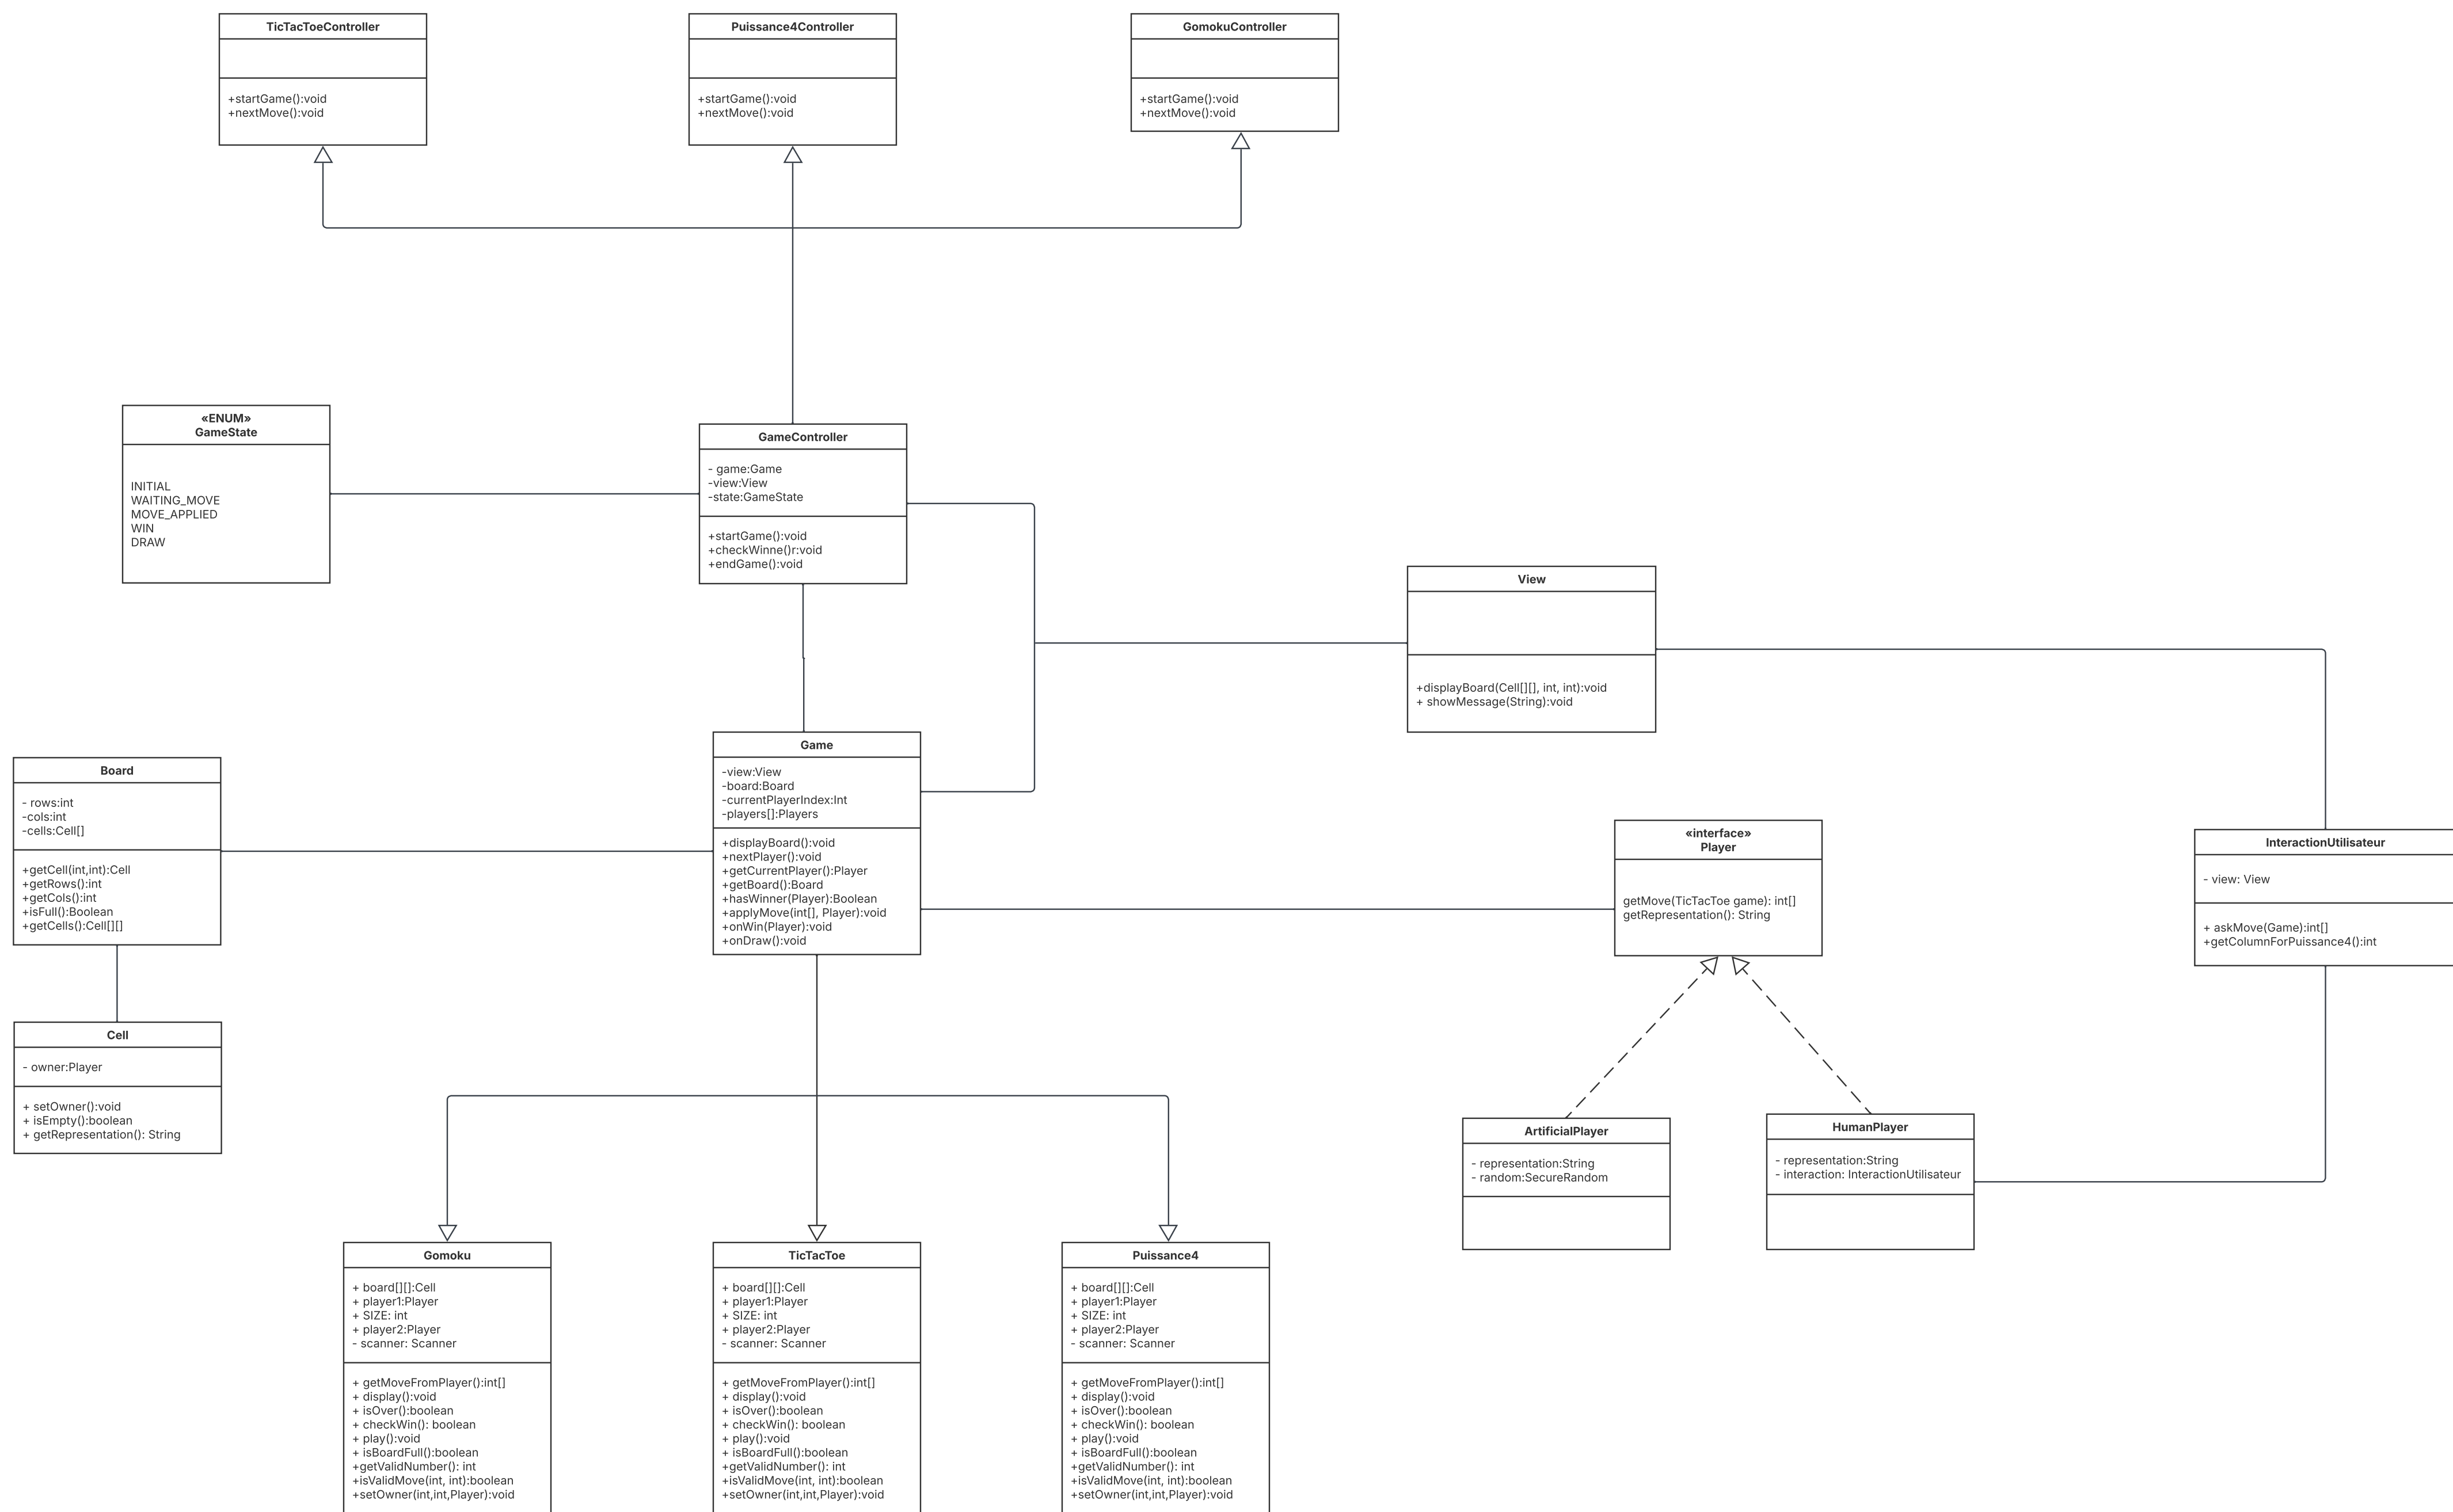 TicTacToeController
+startGame():void
+nextMove():void
Puissance4Controller
+startGame():void
+nextMove():void
GomokuController
+startGame():void
+nextMove():void
«ENUM»
GameState
INITIAL
WAITING_MOVE
MOVE_APPLIED
WIN
DRAW
GameController
- game:Game
-view:View
-state:GameState
+startGame():void
+checkWinne()r:void
+endGame():void
View
+displayBoard(Cell[][], int, int):void
+ showMessage(String):void
Board
- rows:int
-cols:int
-cells:Cell[]
+getCell(int,int):Cell
+getRows():int
+getCols():int
+isFull():Boolean
+getCells():Cell[][]
Game
-view:View
-board:Board
-currentPlayerIndex:Int
-players[]:Players
+displayBoard():void
+nextPlayer():void
+getCurrentPlayer():Player
+getBoard():Board
+hasWinner(Player):Boolean
+applyMove(int[], Player):void
+onWin(Player):void
+onDraw():void
«interface»
Player
getMove(TicTacToe game): int[]
getRepresentation(): String
InteractionUtilisateur
- view: View
+ askMove(Game):int[]
+getColumnForPuissance4():int
Cell
- owner:Player
+ setOwner():void
+ isEmpty():boolean
+ getRepresentation(): String
ArtificialPlayer
- representation:String
- random:SecureRandom
HumanPlayer
- representation:String
- interaction: InteractionUtilisateur
Gomoku
+ board[][]:Cell
+ player1:Player
+ SIZE: int
+ player2:Player
- scanner: Scanner
+ getMoveFromPlayer():int[]
+ display():void
+ isOver():boolean
+ checkWin(): boolean
+ play():void
+ isBoardFull():boolean
+getValidNumber(): int
+isValidMove(int, int):boolean
+setOwner(int,int,Player):void
TicTacToe
+ board[][]:Cell
+ player1:Player
+ SIZE: int
+ player2:Player
- scanner: Scanner
+ getMoveFromPlayer():int[]
+ display():void
+ isOver():boolean
+ checkWin(): boolean
+ play():void
+ isBoardFull():boolean
+getValidNumber(): int
+isValidMove(int, int):boolean
+setOwner(int,int,Player):void
Puissance4
+ board[][]:Cell
+ player1:Player
+ SIZE: int
+ player2:Player
- scanner: Scanner
+ getMoveFromPlayer():int[]
+ display():void
+ isOver():boolean
+ checkWin(): boolean
+ play():void
+ isBoardFull():boolean
+getValidNumber(): int
+isValidMove(int, int):boolean
+setOwner(int,int,Player):void